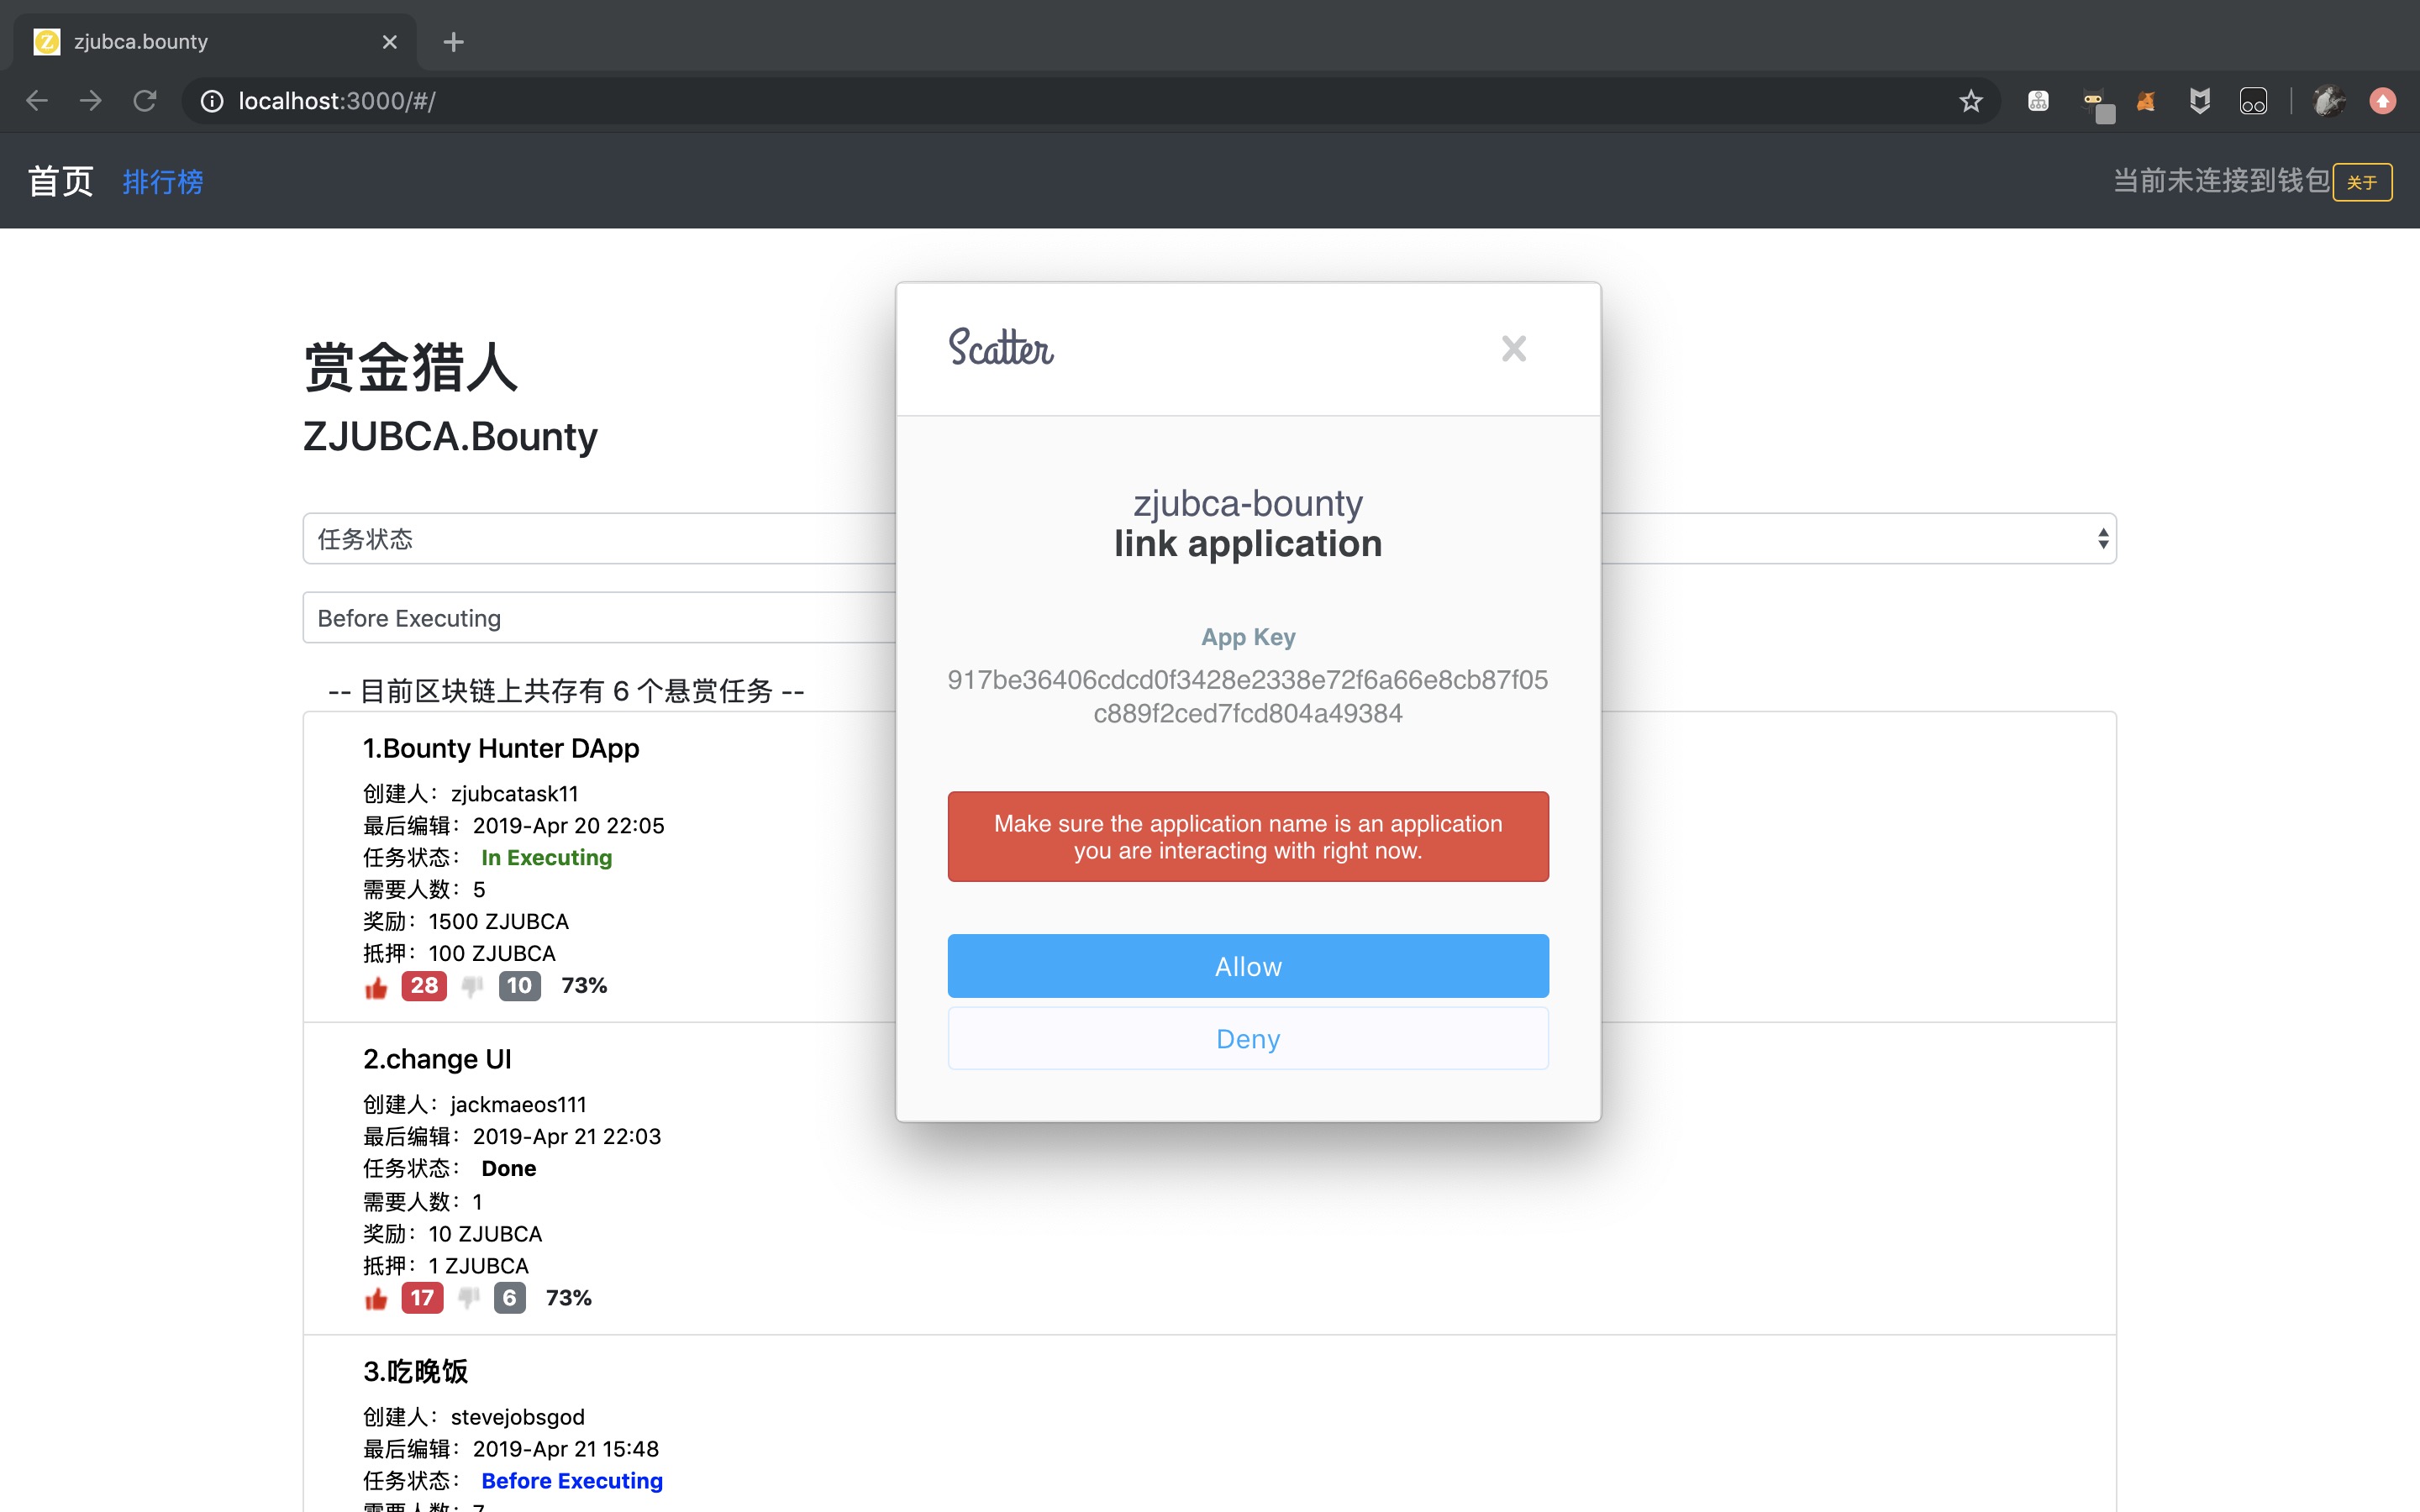 zjubca.bounty
localhost:3000/#/
首页 排行榜
当前未连接到钱包 关于
赏金猎人
ZJUBCA.Bounty
任务状态
Before Executing
-- 目前区块链上共存有 6 个悬赏任务 --
1.Bounty Hunter DApp
创建人：zjubcatask11
最后编辑：2019-Apr 20 22:05
任务状态： In Executing
需要人数：5
奖励：1500 ZJUBCA
抵押：100 ZJUBCA
28 10 73%
2.change UI
创建人：jackmaeos111
最后编辑：2019-Apr 21 22:03
任务状态： Done
需要人数：1
奖励：10 ZJUBCA
抵押：1 ZJUBCA
17 6 73%
3.吃晚饭
创建人：stevejobsgod
最后编辑：2019-Apr 21 15:48
任务状态： Before Executing
需要人数：7
Scatter
zjubca-bounty
link application
App Key
917be36406cdcd0f3428e2338e72f6a66e8cb87f05
c889f2ced7fcd804a49384
Make sure the application name is an application
you are interacting with right now.
Allow
Deny